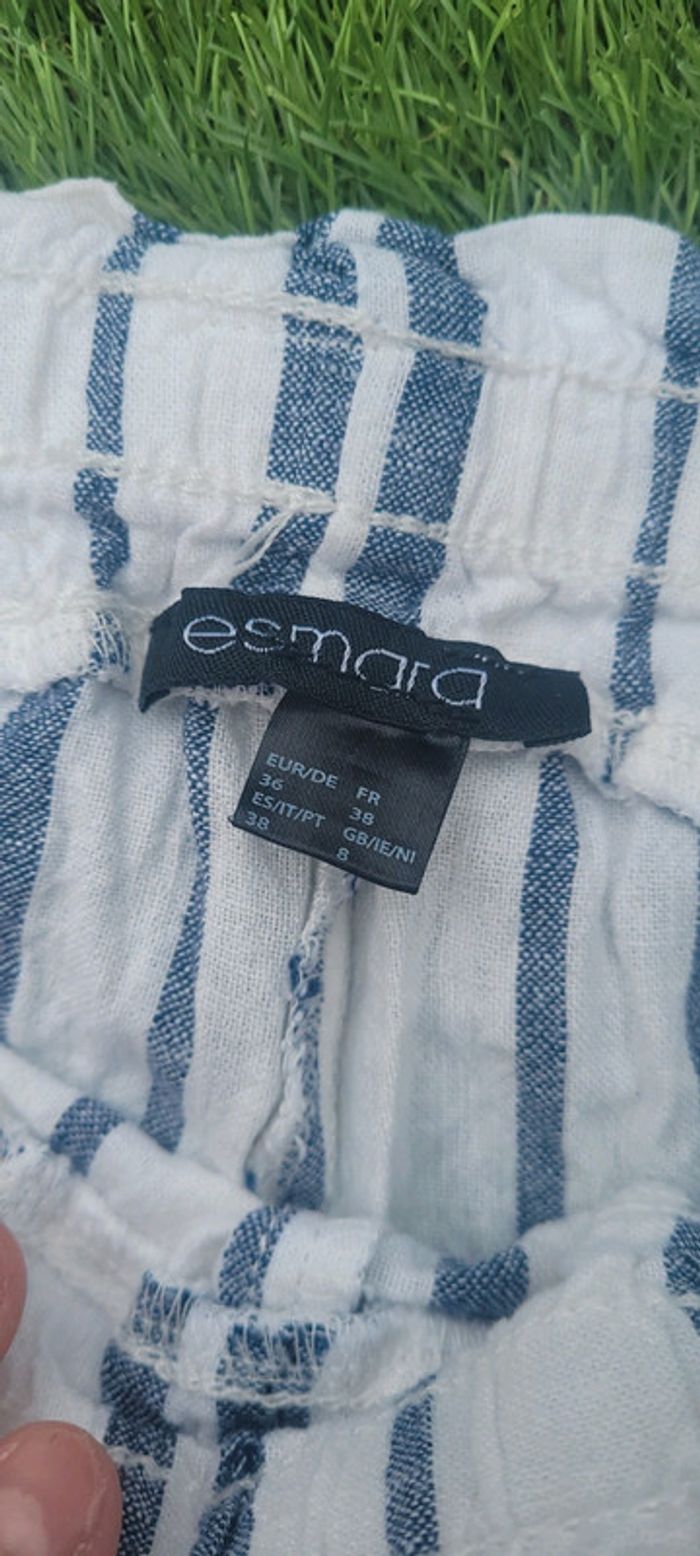 esmara
EUR/DE FR
36 38
ES/IT/PT GB/IE/NI
38 8